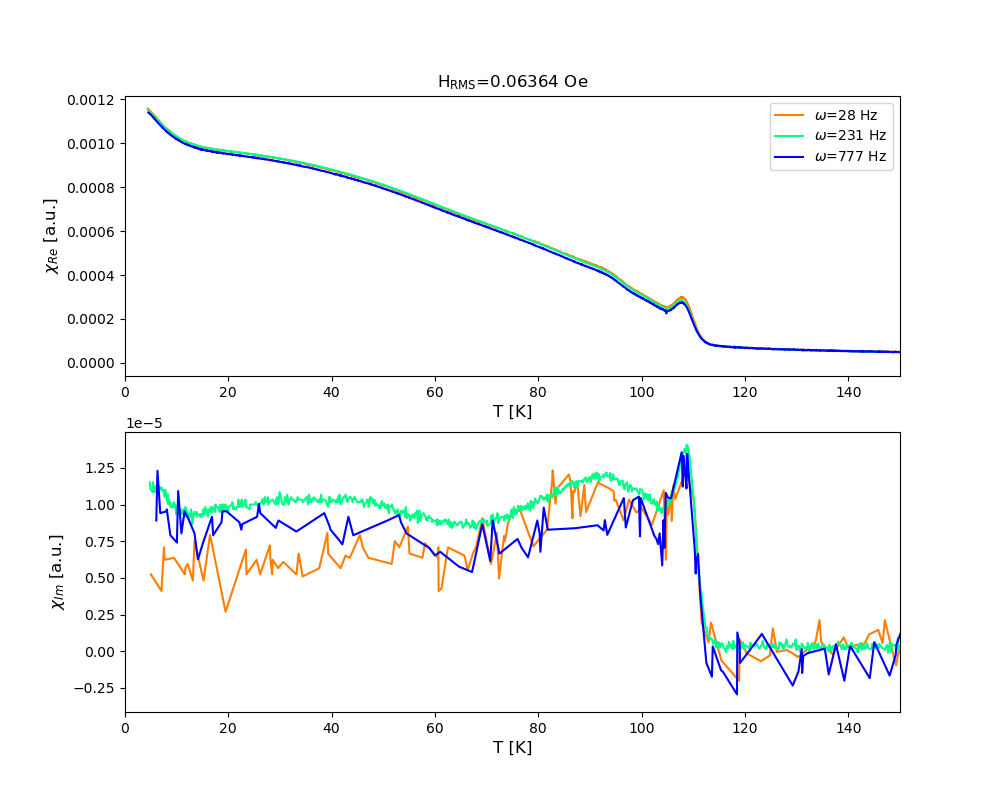 H_RMS=0.06364 Oe
0.0012
0.0010
0.0008
0.0006
0.0004
0.0002
0.0000
χ_Re [a.u.]
ω=28 Hz
ω=231 Hz
ω=777 Hz
0 20 40 60 80 100 120 140
T [K]
1e−5
1.25
1.00
0.75
0.50
0.25
0.00
−0.25
χ_Im [a.u.]
0 20 40 60 80 100 120 140
T [K]